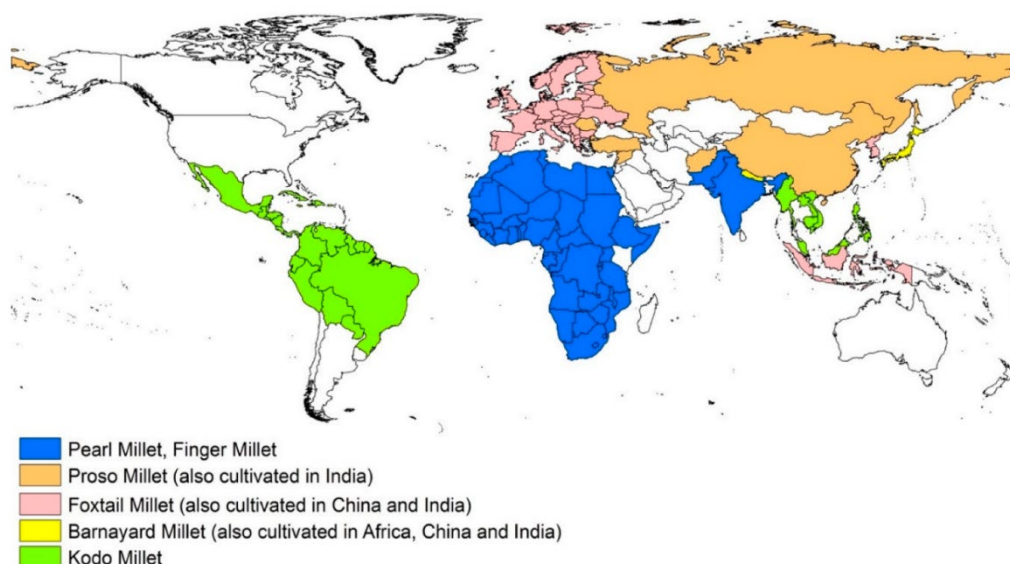 Pearl Millet, Finger Millet
Proso Millet (also cultivated in India)
Foxtail Millet (also cultivated in China and India)
Barnayard Millet (also cultivated in Africa, China and India)
Kodo Millet